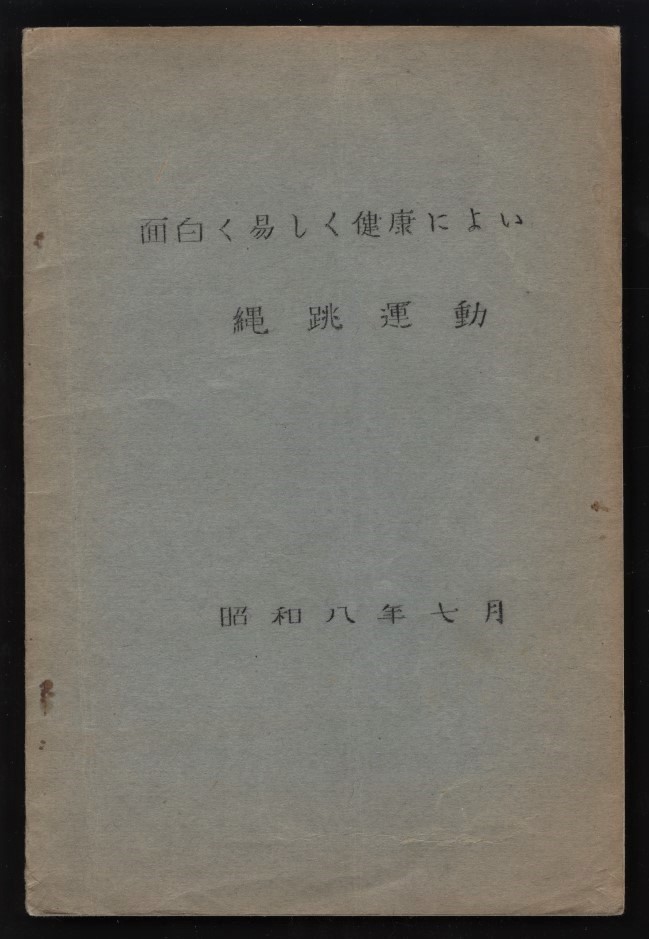 面白く易しく健康によい
縄跳運動
昭和八年七月